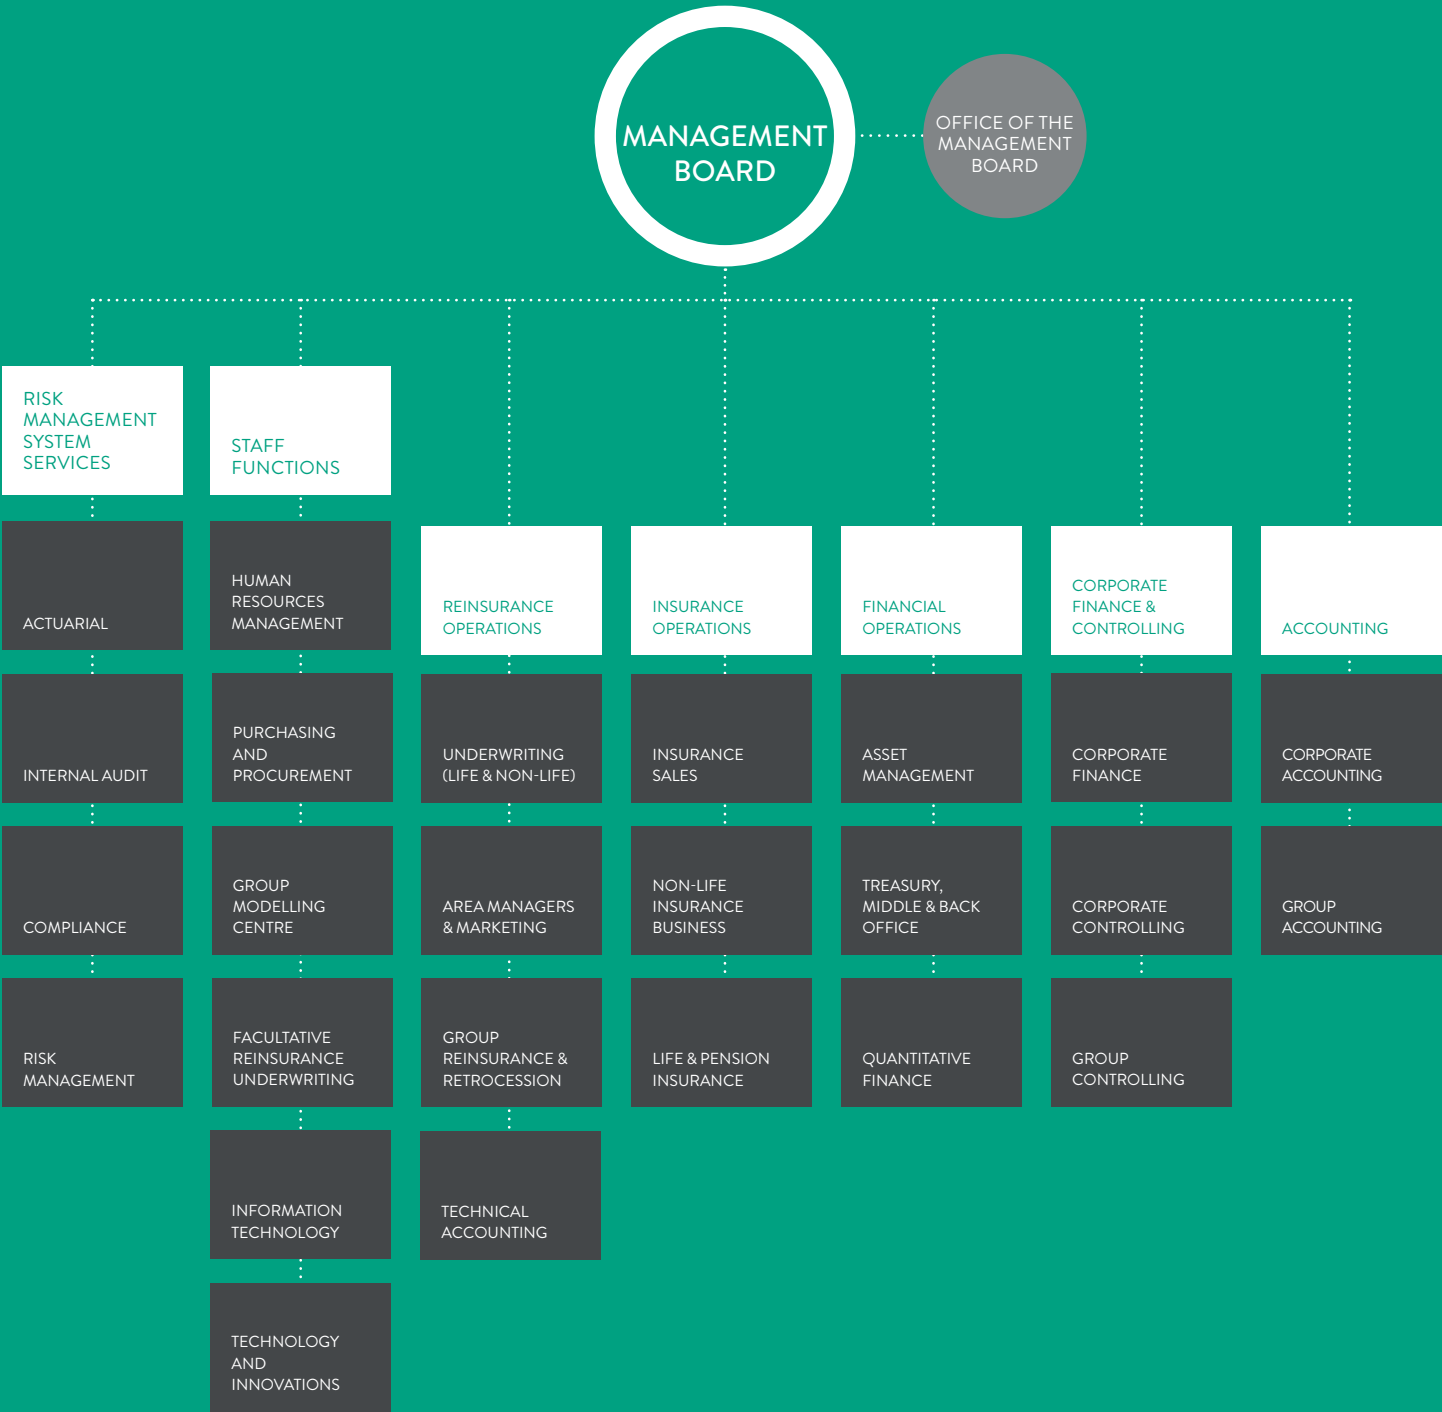 MANAGEMENT
BOARD
OFFICE OF THE
MANAGEMENT
BOARD
RISK
MANAGEMENT
SYSTEM
SERVICES
ACTUARIAL
INTERNAL AUDIT
COMPLIANCE
RISK
MANAGEMENT
STAFF
FUNCTIONS
HUMAN
RESOURCES
MANAGEMENT
PURCHASING
AND
PROCUREMENT
GROUP
MODELLING
CENTRE
FACULTATIVE
REINSURANCE
UNDERWRITING
INFORMATION
TECHNOLOGY
TECHNOLOGY
AND
INNOVATIONS
REINSURANCE
OPERATIONS
UNDERWRITING
(LIFE & NON-LIFE)
AREA MANAGERS
& MARKETING
GROUP
REINSURANCE &
RETROCESSION
TECHNICAL
ACCOUNTING
INSURANCE
OPERATIONS
INSURANCE
SALES
NON-LIFE
INSURANCE
BUSINESS
LIFE & PENSION
INSURANCE
FINANCIAL
OPERATIONS
ASSET
MANAGEMENT
TREASURY,
MIDDLE & BACK
OFFICE
QUANTITATIVE
FINANCE
CORPORATE
FINANCE &
CONTROLLING
CORPORATE
FINANCE
CORPORATE
CONTROLLING
GROUP
CONTROLLING
ACCOUNTING
CORPORATE
ACCOUNTING
GROUP
ACCOUNTING